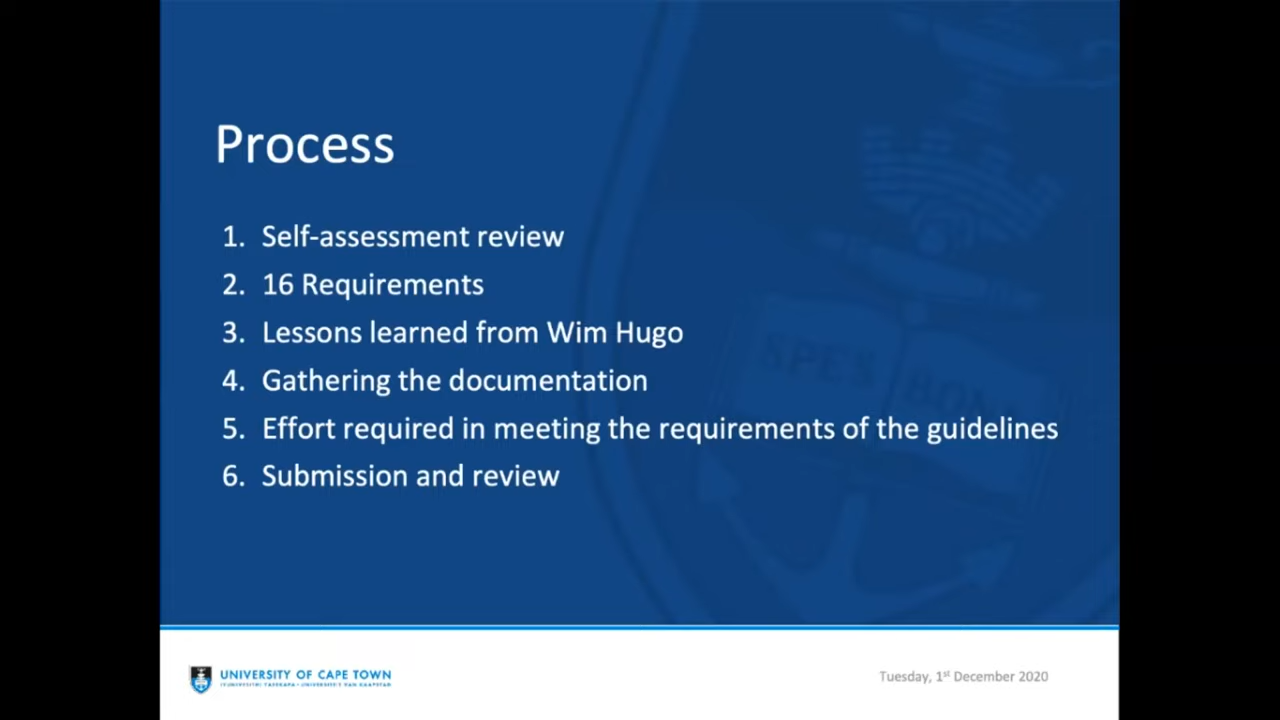 Process
1. Self-assessment review
2. 16 Requirements
3. Lessons learned from Wim Hugo
4. Gathering the documentation
5. Effort required in meeting the requirements of the guidelines
6. Submission and review
SPES BON
UNIVERSITY OF CAPE TOWN
Tuesday, 1st December 2020